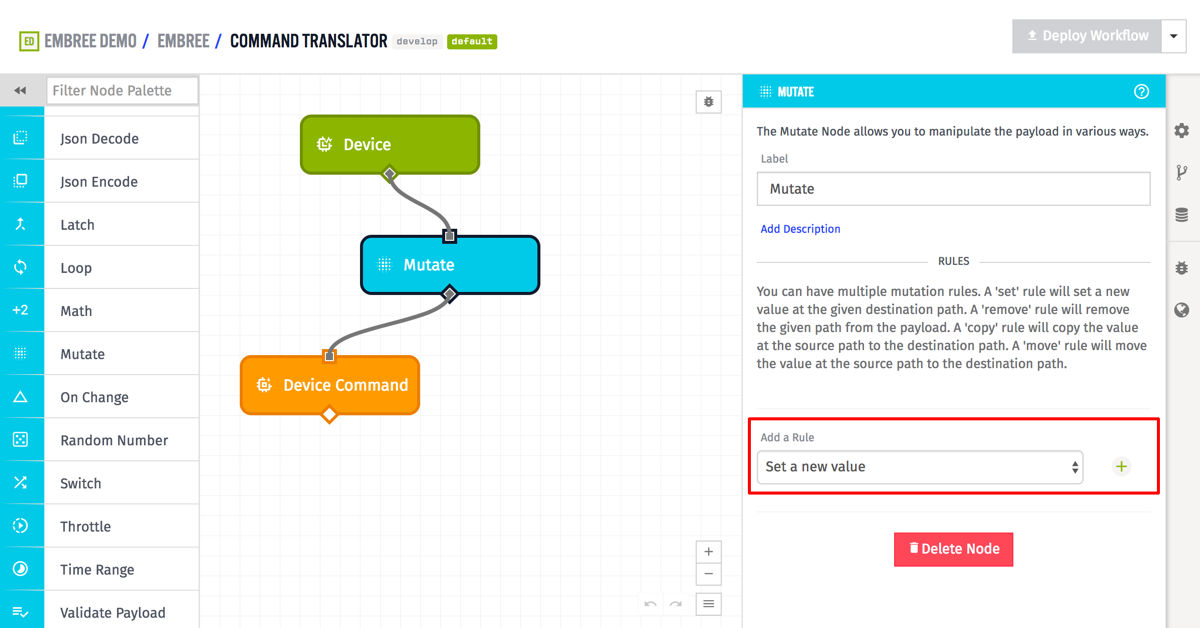 ED EMBREE DEMO / EMBREE / COMMAND TRANSLATOR develop default
Deploy Workflow
Filter Node Palette
Json Decode
Json Encode
Latch
Loop
+2 Math
Mutate
On Change
Random Number
Switch
Throttle
Time Range
Validate Payload
Device
Mutate
Device Command
+
−
MUTATE
The Mutate Node allows you to manipulate the payload in various ways.
Label
Mutate
Add Description
RULES
You can have multiple mutation rules. A 'set' rule will set a new
value at the given destination path. A 'remove' rule will remove
the given path from the payload. A 'copy' rule will copy the value
at the source path to the destination path. A 'move' rule will move
the value at the source path to the destination path.
Add a Rule
Set a new value
+
Delete Node